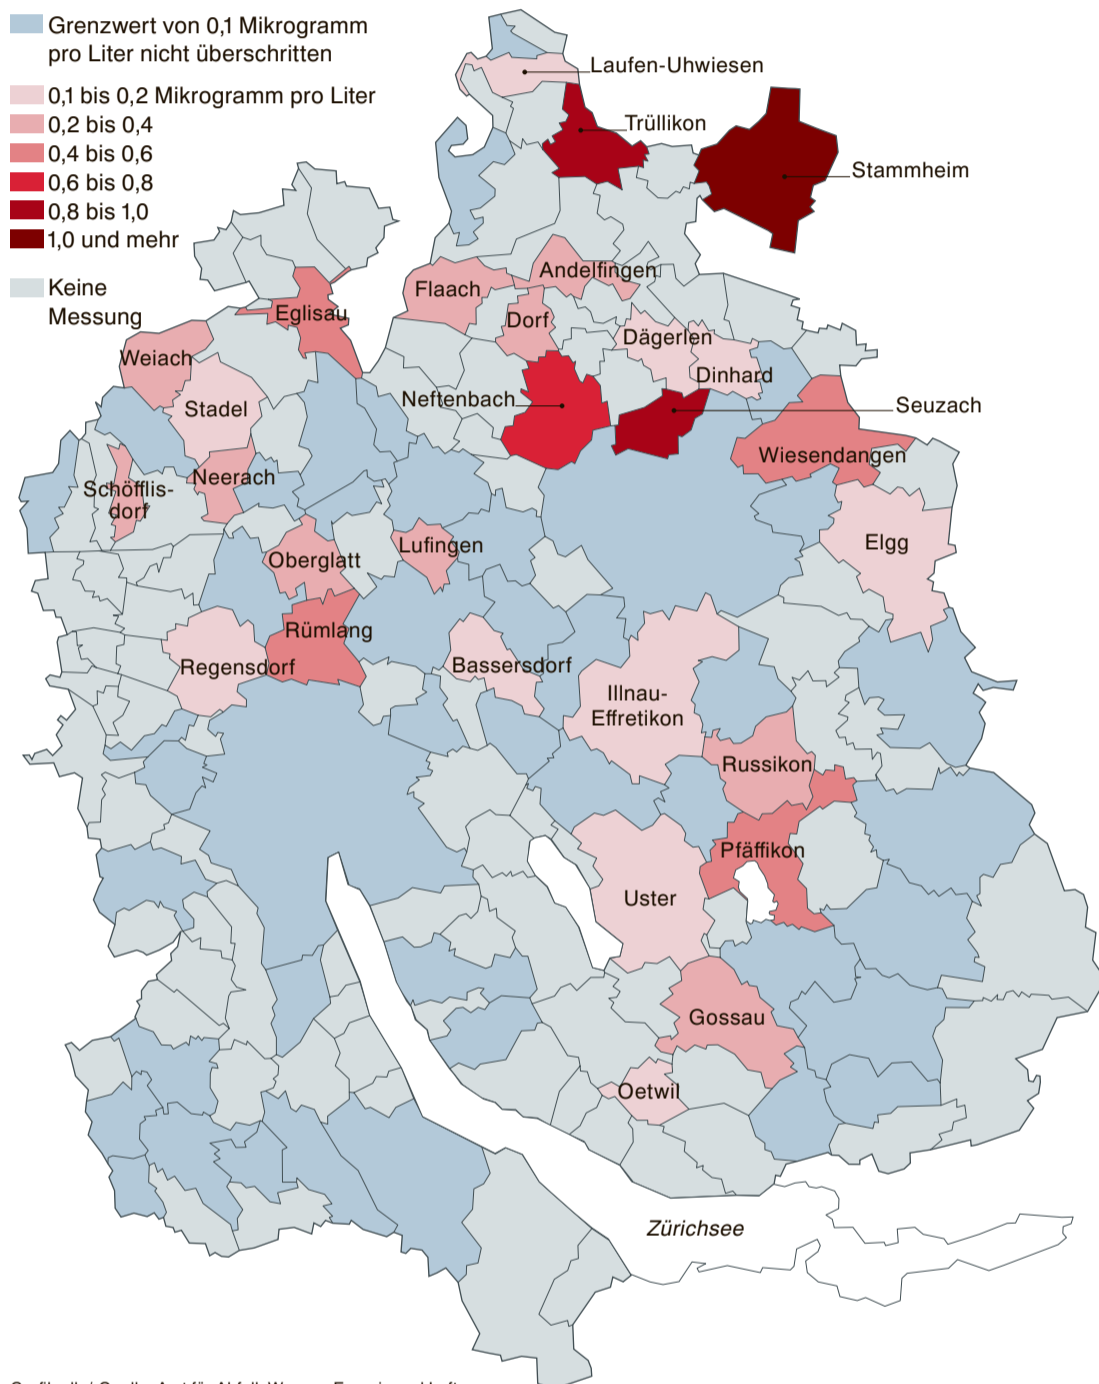 Grenzwert von 0,1 Mikrogramm
pro Liter nicht überschritten
0,1 bis 0,2 Mikrogramm pro Liter
0,2 bis 0,4
0,4 bis 0,6
0,6 bis 0,8
0,8 bis 1,0
1,0 und mehr
Keine
Messung
Laufen-Uhwiesen
Trüllikon
Stammheim
Andelfingen
Flaach
Eglisau
Dorf
Dägerlen
Weiach
Dinhard
Stadel
Neftenbach
Seuzach
Wiesendangen
Neerach
Schöfflis-
dorf
Elgg
Lufingen
Oberglatt
Rümlang
Regensdorf
Bassersdorf
Illnau-
Effretikon
Russikon
Pfäffikon
Uster
Gossau
Oetwil
Zürichsee